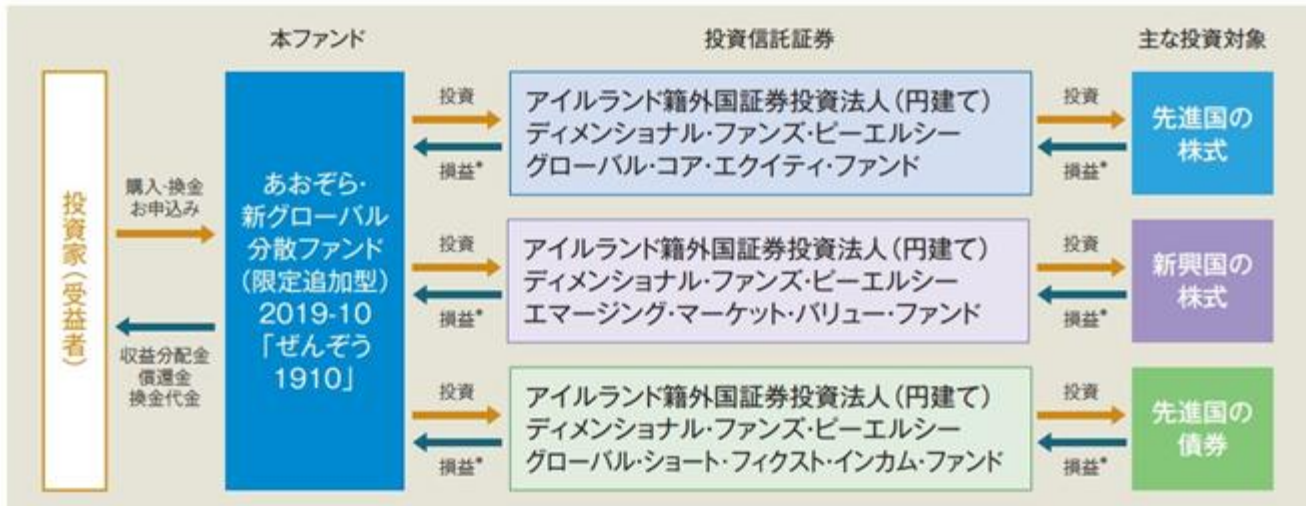 本ファンド
投資信託証券
主な投資対象
投資家（受益者）
購入・換金
お申込み
収益分配金
償還金
換金代金
あおぞら・
新グローバル
分散ファンド
（限定追加型）
2019-10
「ぜんぞう
1910」
投資
損益*
アイルランド籍外国証券投資法人（円建て）
ディメンショナル・ファンズ・ピーエルシー
グローバル・コア・エクイティ・ファンド
投資
損益*
先進国の
株式
投資
損益*
アイルランド籍外国証券投資法人（円建て）
ディメンショナル・ファンズ・ピーエルシー
エマージング・マーケット・バリュー・ファンド
投資
損益*
新興国の
株式
投資
損益*
アイルランド籍外国証券投資法人（円建て）
ディメンショナル・ファンズ・ピーエルシー
グローバル・ショート・フィクスト・インカム・ファンド
投資
損益*
先進国の
債券